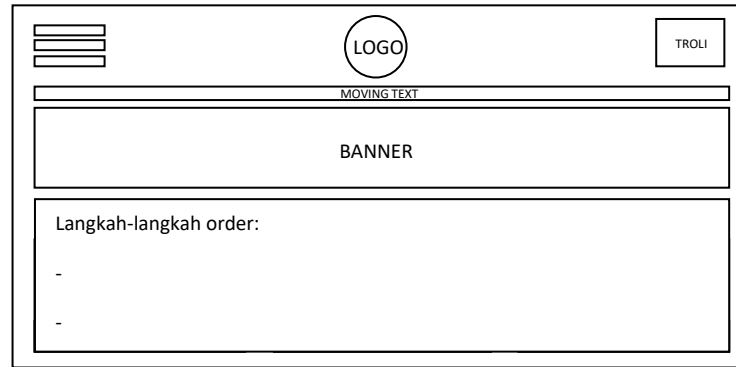 LOGO
TROLI
MOVING TEXT
BANNER
Langkah-langkah order:
-
-